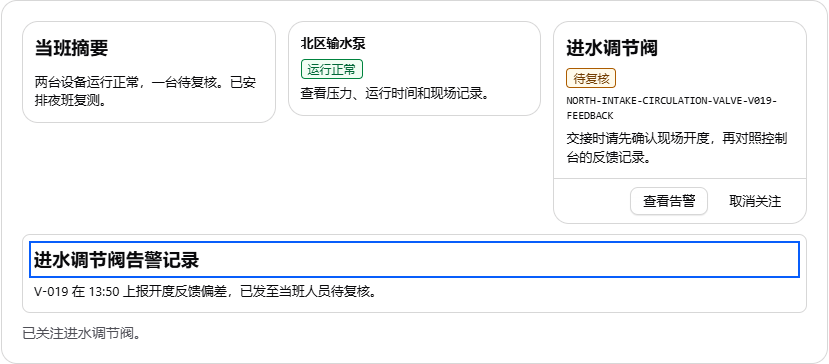 当班摘要
两台设备运行正常，一台待复核。已安
排夜班复测。
北区输水泵
运行正常
查看压力、运行时间和现场记录。
进水调节阀
待复核
NORTH-INTAKE-CIRCULATION-VALVE-V019-
FEEDBACK
交接时请先确认现场开度，再对照控制
台的反馈记录。
查看告警
取消关注
进水调节阀告警记录
V-019 在 13:50 上报开度反馈偏差，已发至当班人员待复核。
已关注进水调节阀。